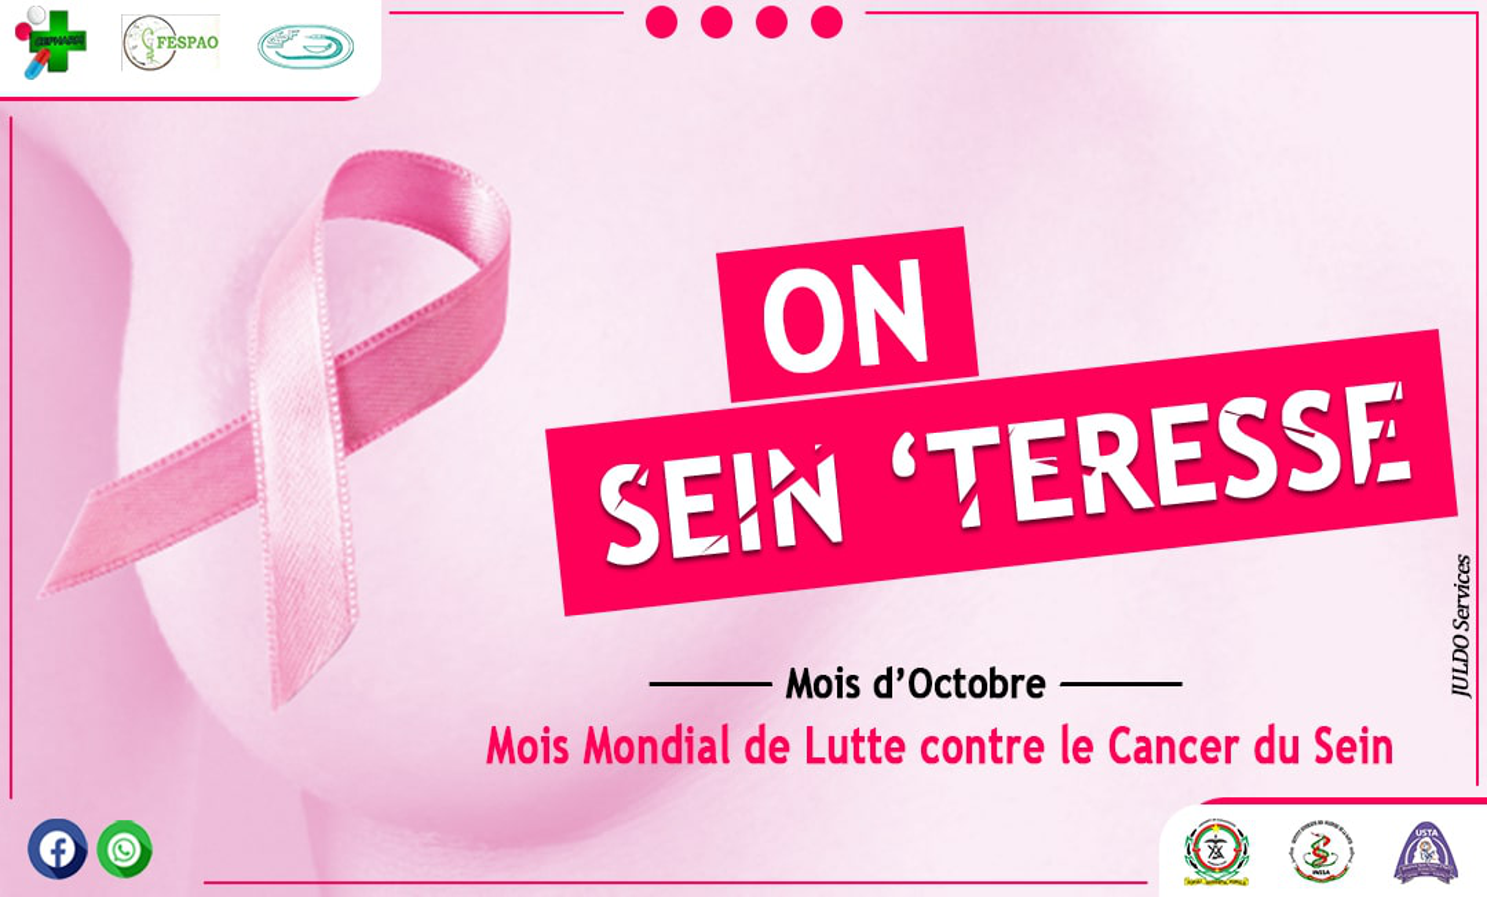 FESPAO
ON
SEIN ‘TERESSE
Mois d’Octobre
Mois Mondial de Lutte contre le Cancer du Sein
JULDO Services
USTA